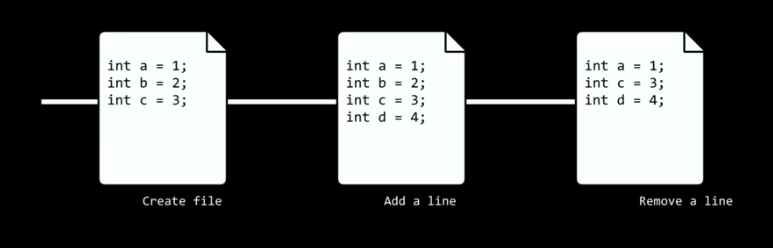 int a = 1;
int b = 2;
int c = 3;
Create file
int a = 1;
int b = 2;
int c = 3;
int d = 4;
Add a line
int a = 1;
int c = 3;
int d = 4;
Remove a line